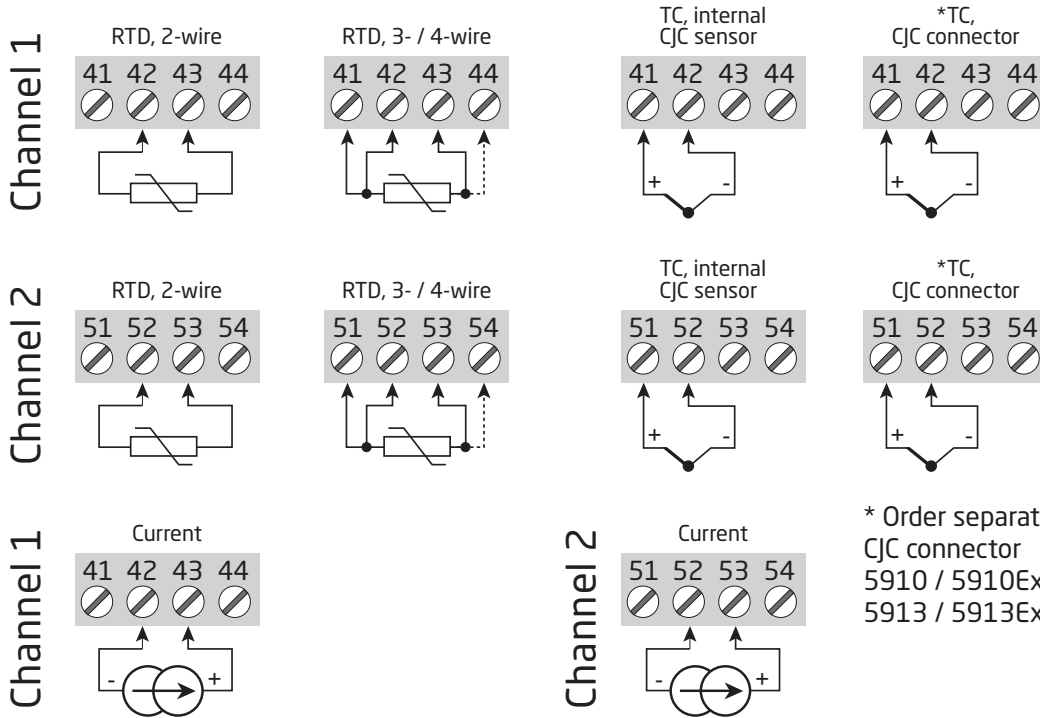 Channel 1
RTD, 2-wire
41 42 43 44
RTD, 3- / 4-wire
41 42 43 44
TC, internal
CJC sensor
41 42 43 44
+ -
*TC,
CJC connector
41 42 43 44
+ -
Channel 2
RTD, 2-wire
51 52 53 54
RTD, 3- / 4-wire
51 52 53 54
TC, internal
CJC sensor
51 52 53 54
+ -
*TC,
CJC connector
51 52 53 54
+ -
Channel 1
Current
41 42 43 44
- +
Channel 2
Current
51 52 53 54
- +
* Order separat
CJC connector
5910 / 5910Ex
5913 / 5913Ex